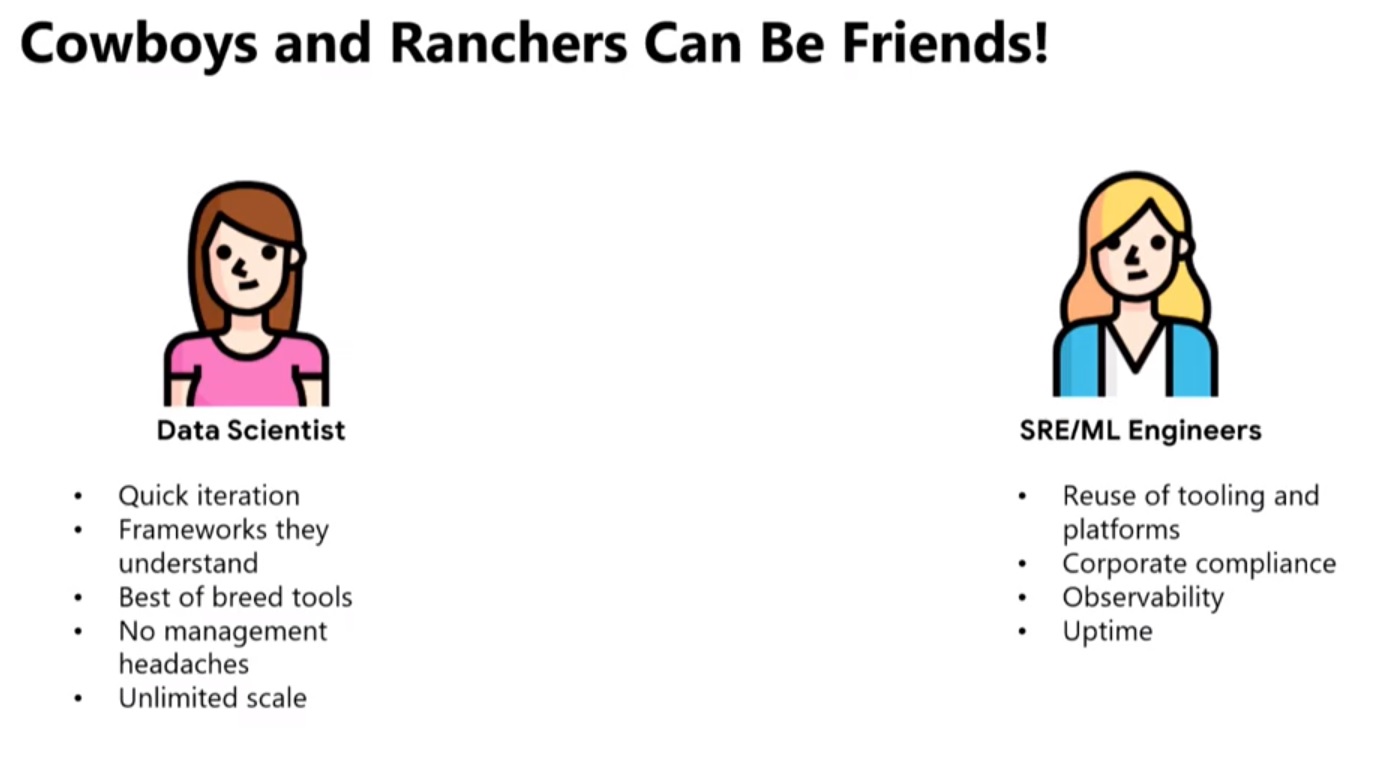 Cowboys and Ranchers Can Be Friends!
Data Scientist
• Quick iteration
• Frameworks they
understand
• Best of breed tools
• No management
headaches
• Unlimited scale
SRE/ML Engineers
• Reuse of tooling and
platforms
• Corporate compliance
• Observability
• Uptime